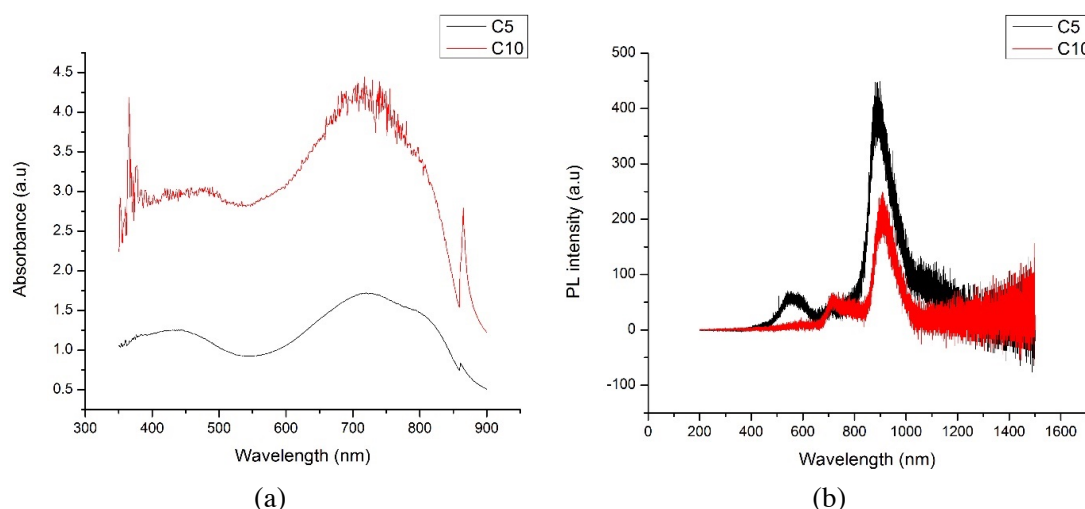 C5
C10
4.5
4.0
3.5
3.0
2.5
2.0
1.5
1.0
0.5
Absorbance (a.u)
300 400 500 600 700 800 900
Wavelength (nm)
(a)
C5
C10
500
400
300
200
100
0
-100
PL intensity (a.u)
0 200 400 600 800 1000 1200 1400 1600
Wavelength (nm)
(b)